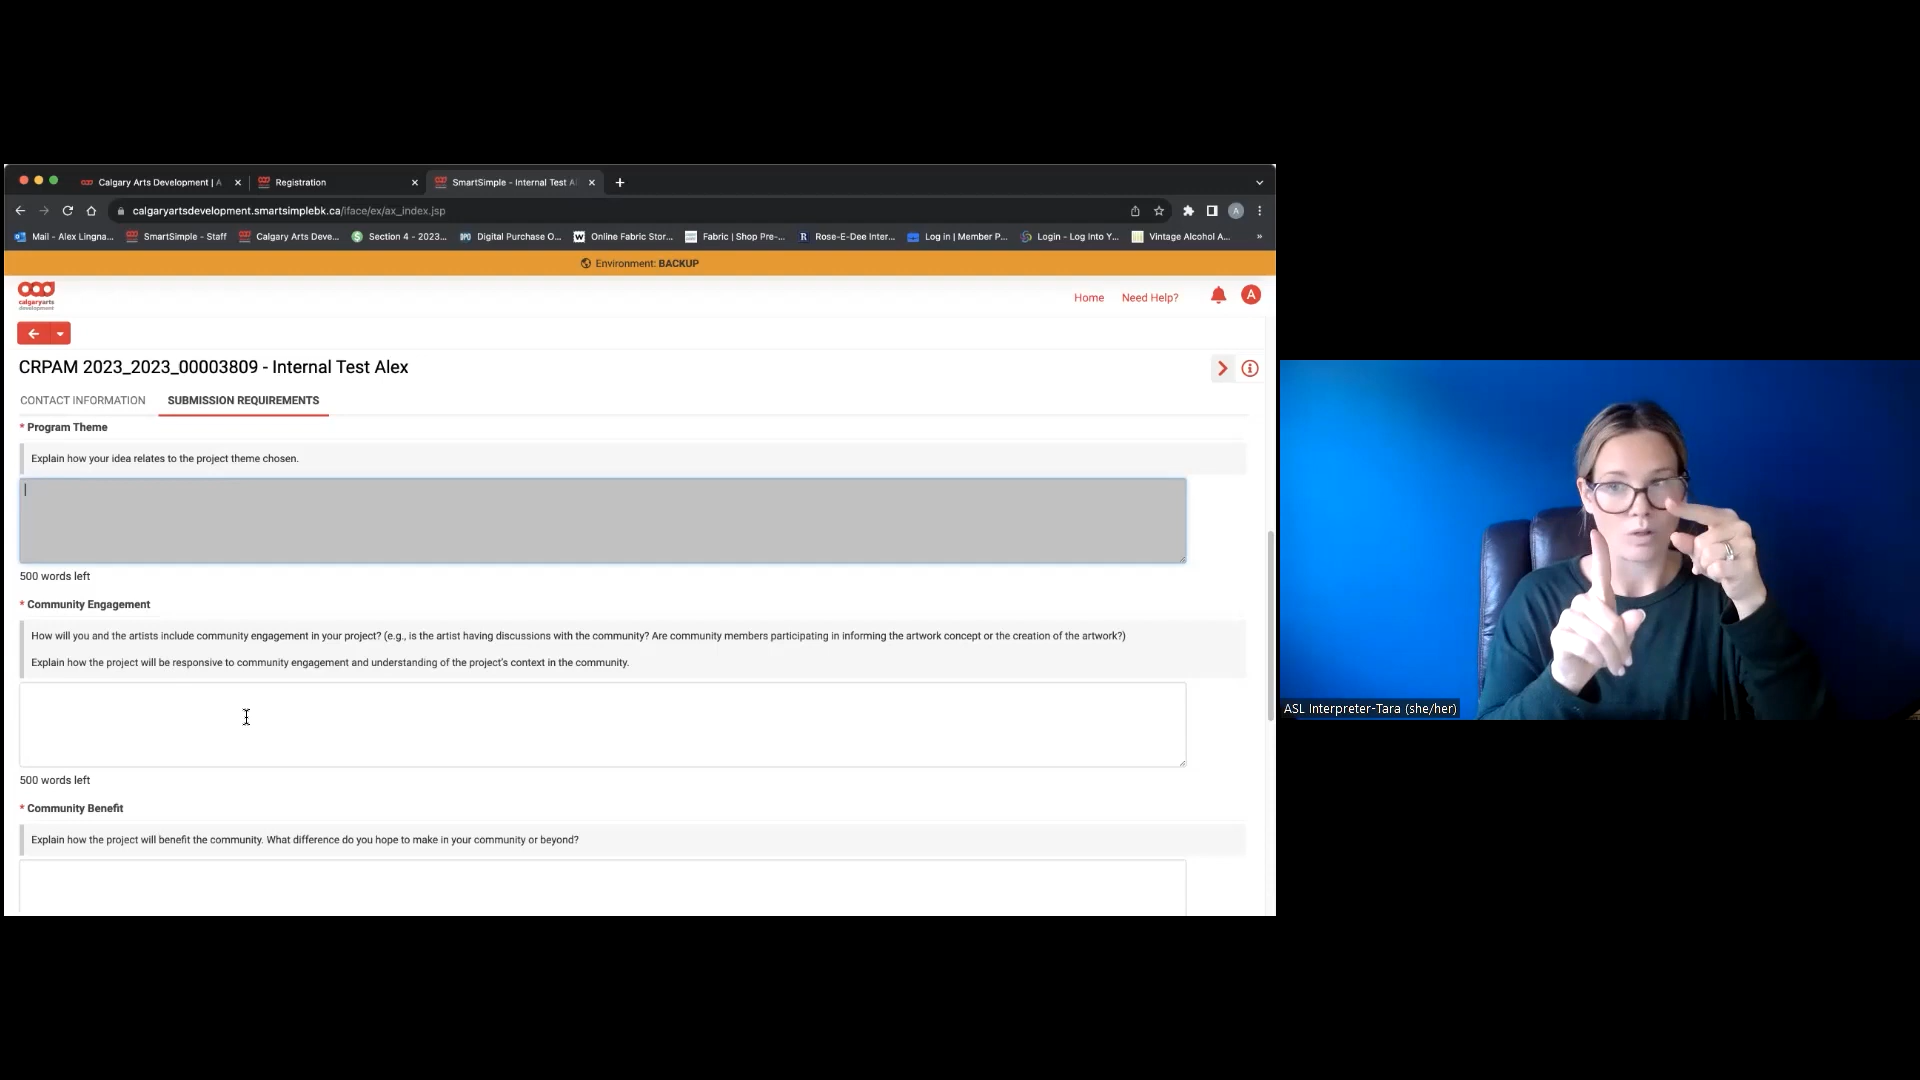 Calgary Arts Development | A
Registration
SmartSimple - Internal Test Al
calgaryartsdevelopment.smartsimplebk.ca/iface/ex/ax_index.jsp
A
Mail - Alex Lingna...
SmartSimple - Staff
Calgary Arts Deve...
Section 4 - 2023...
Digital Purchase O...
Online Fabric Stor...
Fabric | Shop Pre-...
Rose-E-Dee Inter...
Log in | Member P...
Login - Log Into Y...
Vintage Alcohol A...
»
Environment: BACKUP
calgaryarts
development
Home
Need Help?
A
CRPAM 2023_2023_00003809 - Internal Test Alex
CONTACT INFORMATION
SUBMISSION REQUIREMENTS
* Program Theme
Explain how your idea relates to the project theme chosen.
500 words left
* Community Engagement
How will you and the artists include community engagement in your project? (e.g., is the artist having discussions with the community? Are community members participating in informing the artwork concept or the creation of the artwork?)
Explain how the project will be responsive to community engagement and understanding of the project's context in the community.
500 words left
* Community Benefit
Explain how the project will benefit the community. What difference do you hope to make in your community or beyond?
ASL Interpreter-Tara (she/her)